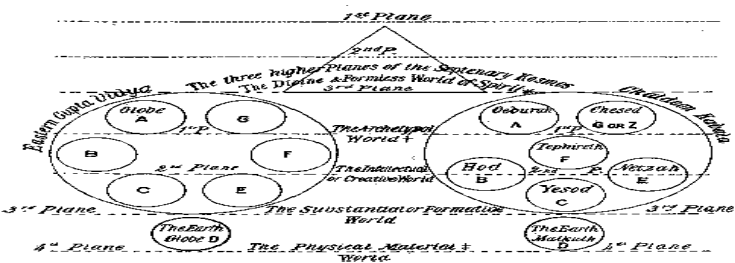 1st Plane
2nd P.
The three higher Planes of the Septenary Kosmos
The Divine & Formless World of Spirit
3rd Plane
Eastern Gupta Vidya
Chaldean Kabala
Globe
A
G
Geburah
A
Chesed
G OR Z
1st P.
The Archetypal
World ‡
1st P.
Tephireth
F
B
F
2nd Plane
The Intellectual
or Creative World
2nd P.
Hod
B
Netzah
E
C
E
Yesod
C
3rd Plane
The Substantial or Formative
World
3rd Plane
The Earth
Globe D
The Earth
Malkuth
D
4th Plane
The Physical Material ‡
World
4th Plane